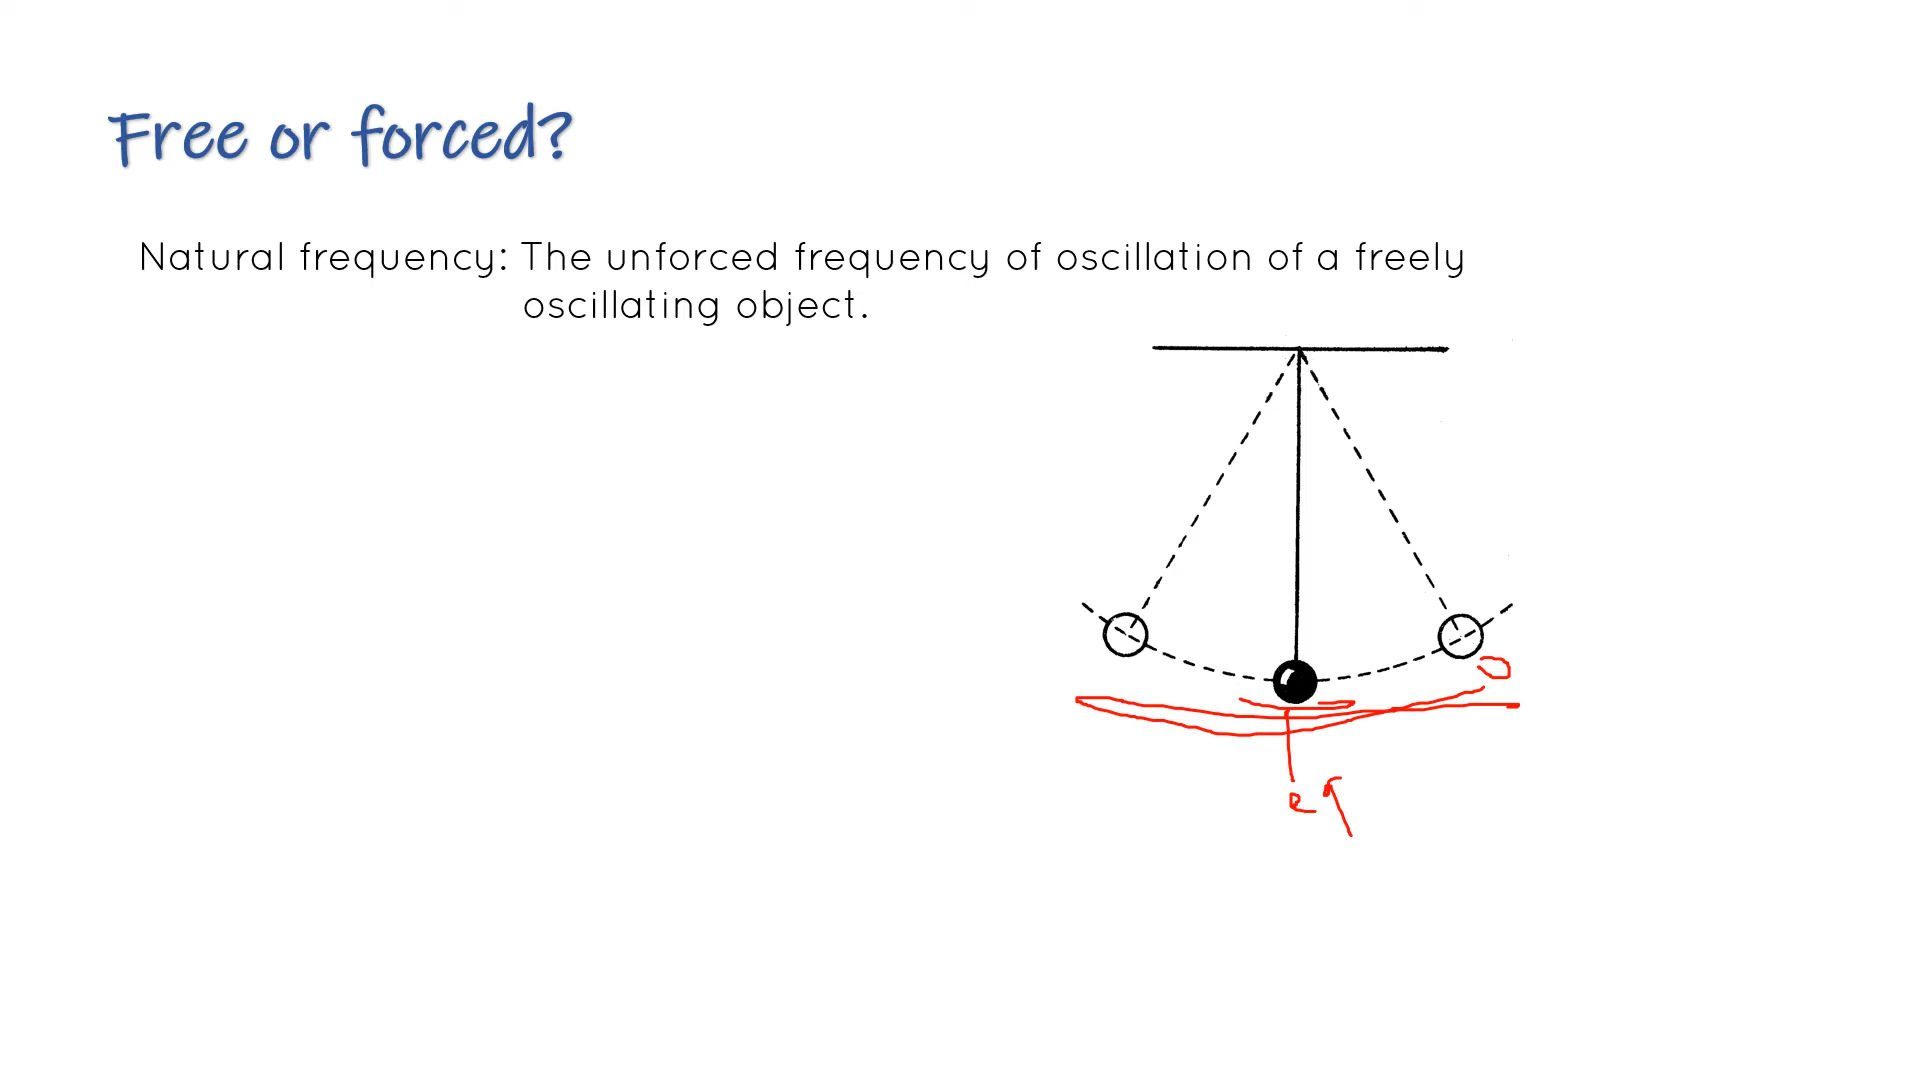 Free or forced?
Natural frequency: The unforced frequency of oscillation of a freely
oscillating object.